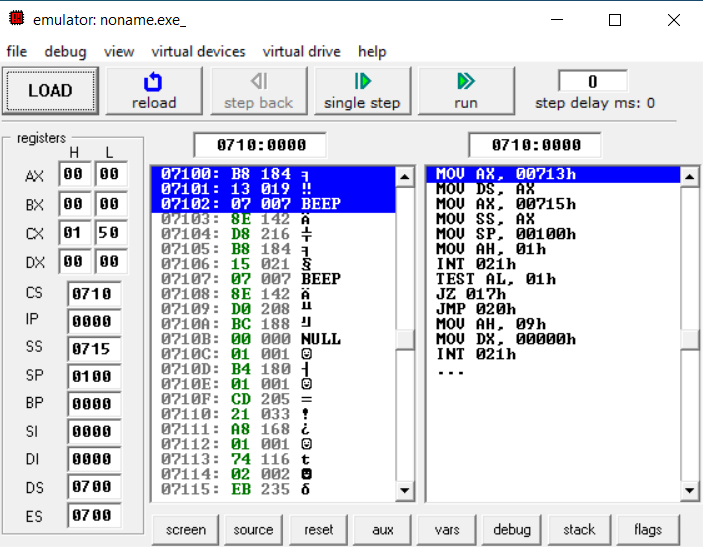 emulator: noname.exe_
file debug view virtual devices virtual drive help
LOAD reload step back single step run 0 step delay ms: 0
registers
H L
AX 00 00
BX 00 00
CX 01 50
DX 00 00
CS 0710
IP 0000
SS 0715
SP 0100
BP 0000
SI 0000
DI 0000
DS 0700
ES 0700
0710:0000
07100: B8 184 ╕
07101: 13 019 ‼
07102: 07 007 BEEP
07103: 8E 142 Ä
07104: D8 216 ╪
07105: B8 184 ╕
07106: 15 021 §
07107: 07 007 BEEP
07108: 8E 142 Ä
07109: D0 208 ╨
0710A: BC 188 ╝
0710B: 00 000 NULL
0710C: 01 001 ☺
0710D: B4 180 ┤
0710E: 01 001 ☺
0710F: CD 205 ═
07110: 21 033 !
07111: A8 168 ¿
07112: 01 001 ☺
07113: 74 116 t
07114: 02 002 ☻
07115: EB 235 δ
0710:0000
MOV AX, 00713h
MOV DS, AX
MOV AX, 00715h
MOV SS, AX
MOV SP, 00100h
MOV AH, 01h
INT 021h
TEST AL, 01h
JZ 017h
JMP 020h
MOV AH, 09h
MOV DX, 00000h
INT 021h
...
screen source reset aux vars debug stack flags